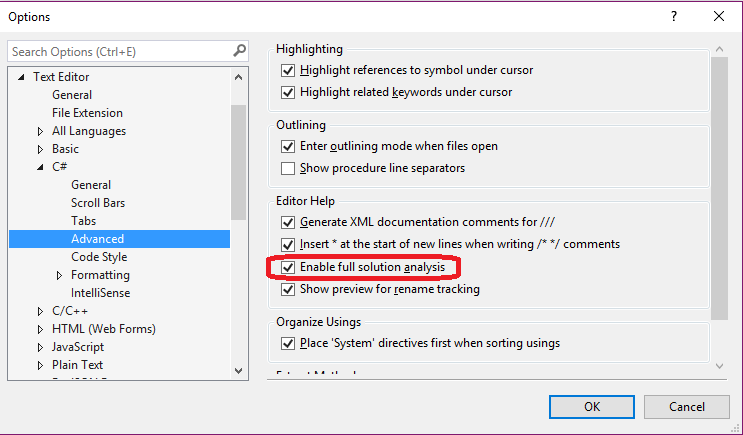 Options
Search Options (Ctrl+E)
Text Editor
General
File Extension
All Languages
Basic
C#
General
Scroll Bars
Tabs
Advanced
Code Style
Formatting
IntelliSense
C/C++
HTML (Web Forms)
JavaScript
Plain Text
Highlighting
Highlight references to symbol under cursor
Highlight related keywords under cursor
Outlining
Enter outlining mode when files open
Show procedure line separators
Editor Help
Generate XML documentation comments for ///
Insert * at the start of new lines when writing /* */ comments
Enable full solution analysis
Show preview for rename tracking
Organize Usings
Place 'System' directives first when sorting usings
OK
Cancel